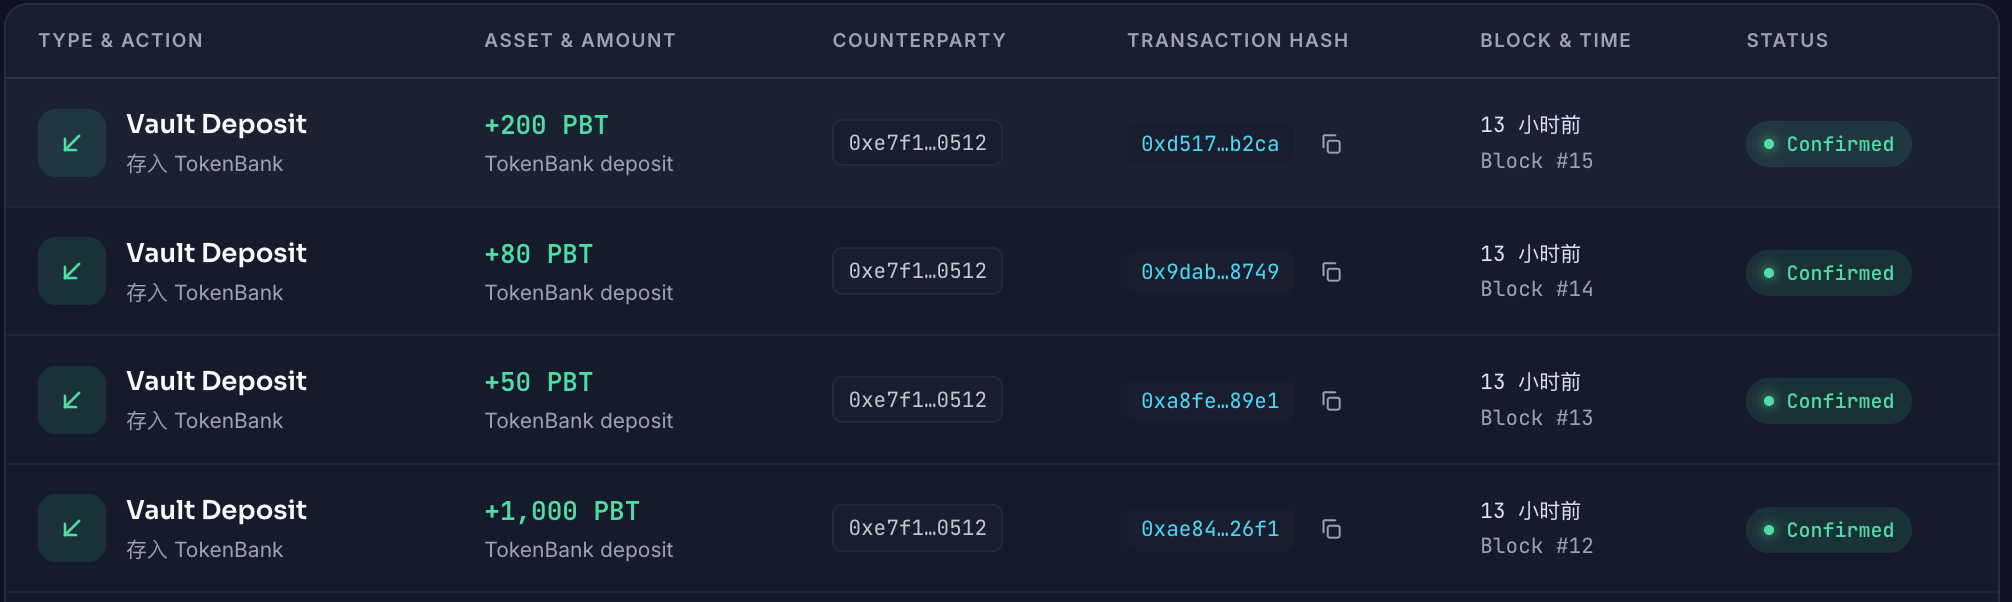 TYPE & ACTION ASSET & AMOUNT COUNTERPARTY TRANSACTION HASH BLOCK & TIME STATUS
Vault Deposit
存入 TokenBank
+200 PBT
TokenBank deposit
0xe7f1…0512
0xd517…b2ca
13 小时前
Block #15
Confirmed
Vault Deposit
存入 TokenBank
+80 PBT
TokenBank deposit
0xe7f1…0512
0x9dab…8749
13 小时前
Block #14
Confirmed
Vault Deposit
存入 TokenBank
+50 PBT
TokenBank deposit
0xe7f1…0512
0xa8fe…89e1
13 小时前
Block #13
Confirmed
Vault Deposit
存入 TokenBank
+1,000 PBT
TokenBank deposit
0xe7f1…0512
0xae84…26f1
13 小时前
Block #12
Confirmed